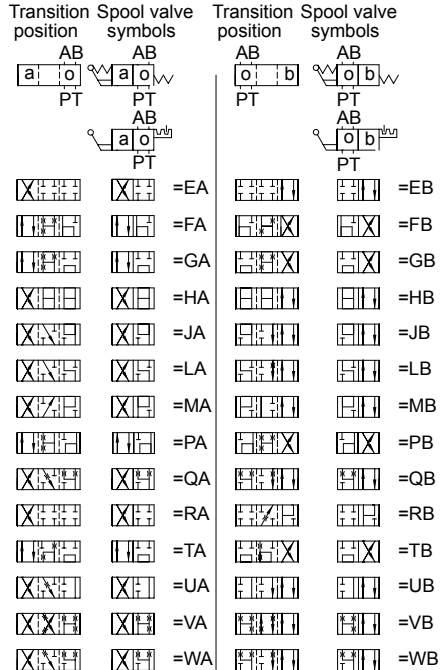 Transition Spool valve Transition Spool valve
position symbols position symbols
AB AB AB AB
a o a o o b o b
PT PT PT PT
AB AB
a o o b
PT PT
=EA =EB
=FA =FB
=GA =GB
=HA =HB
=JA =JB
=LA =LB
=MA =MB
=PA =PB
=QA =QB
=RA =RB
=TA =TB
=UA =UB
=VA =VB
=WA =WB